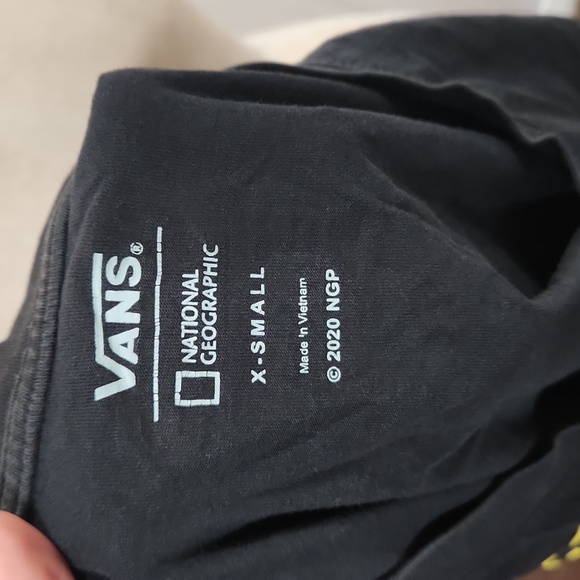 VANS®
NATIONAL
GEOGRAPHIC
X-SMALL
Made in Vietnam
© 2020 NGP